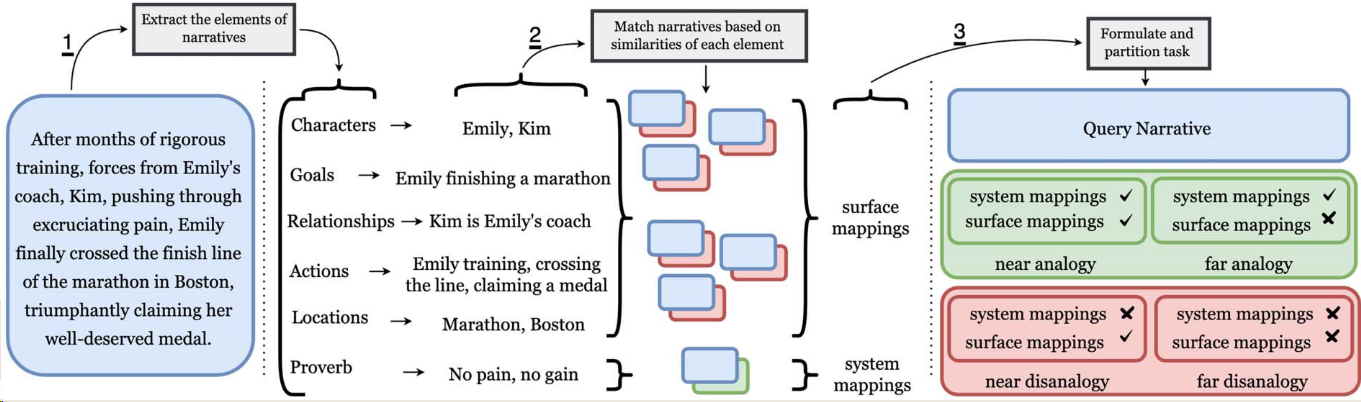 1
Extract the elements of
narratives
2
Match narratives based on
similarities of each element
3
Formulate and
partition task
After months of rigorous
training, forces from Emily's
coach, Kim, pushing through
excruciating pain, Emily
finally crossed the finish line
of the marathon in Boston,
triumphantly claiming her
well-deserved medal.
Characters → Emily, Kim
Goals → Emily finishing a marathon
Relationships → Kim is Emily's coach
Actions → Emily training, crossing
the line, claiming a medal
Locations → Marathon, Boston
Proverb → No pain, no gain
surface
mappings
system
mappings
Query Narrative
system mappings ✓
surface mappings ✓
near analogy
system mappings ✓
surface mappings ✗
far analogy
system mappings ✗
surface mappings ✓
near disanalogy
system mappings ✗
surface mappings ✗
far disanalogy